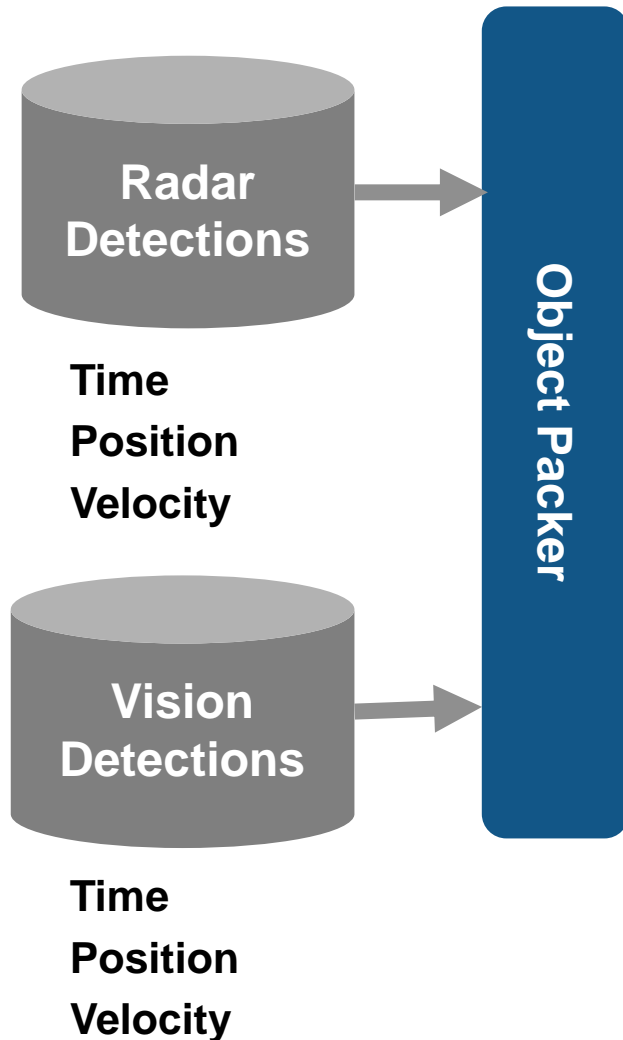 Radar
Detections
Time
Position
Velocity
Object Packer
Vision
Detections
Time
Position
Velocity